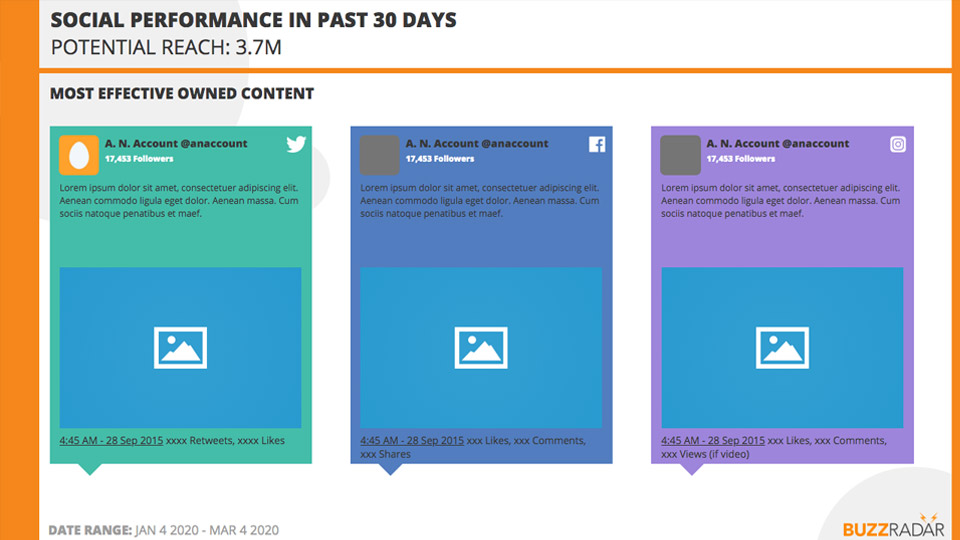 SOCIAL PERFORMANCE IN PAST 30 DAYS
POTENTIAL REACH: 3.7M
MOST EFFECTIVE OWNED CONTENT
A. N. Account @anaccount
17,453 Followers
Lorem ipsum dolor sit amet, consectetuer adipiscing elit.
Aenean commodo ligula eget dolor. Aenean massa. Cum
sociis natoque penatibus et maef.
4:45 AM - 28 Sep 2015 xxxx Retweets, xxxx Likes
A. N. Account @anaccount
17,453 Followers
Lorem ipsum dolor sit amet, consectetuer adipiscing elit.
Aenean commodo ligula eget dolor. Aenean massa. Cum
sociis natoque penatibus et maef.
4:45 AM - 28 Sep 2015 xxx Likes, xxx Comments,
xxx Shares
A. N. Account @anaccount
17,453 Followers
Lorem ipsum dolor sit amet, consectetuer adipiscing elit.
Aenean commodo ligula eget dolor. Aenean massa. Cum
sociis natoque penatibus et maef.
4:45 AM - 28 Sep 2015 xxx Likes, xxx Comments,
xxx Views (if video)
DATE RANGE: JAN 4 2020 - MAR 4 2020
BUZZRADAR